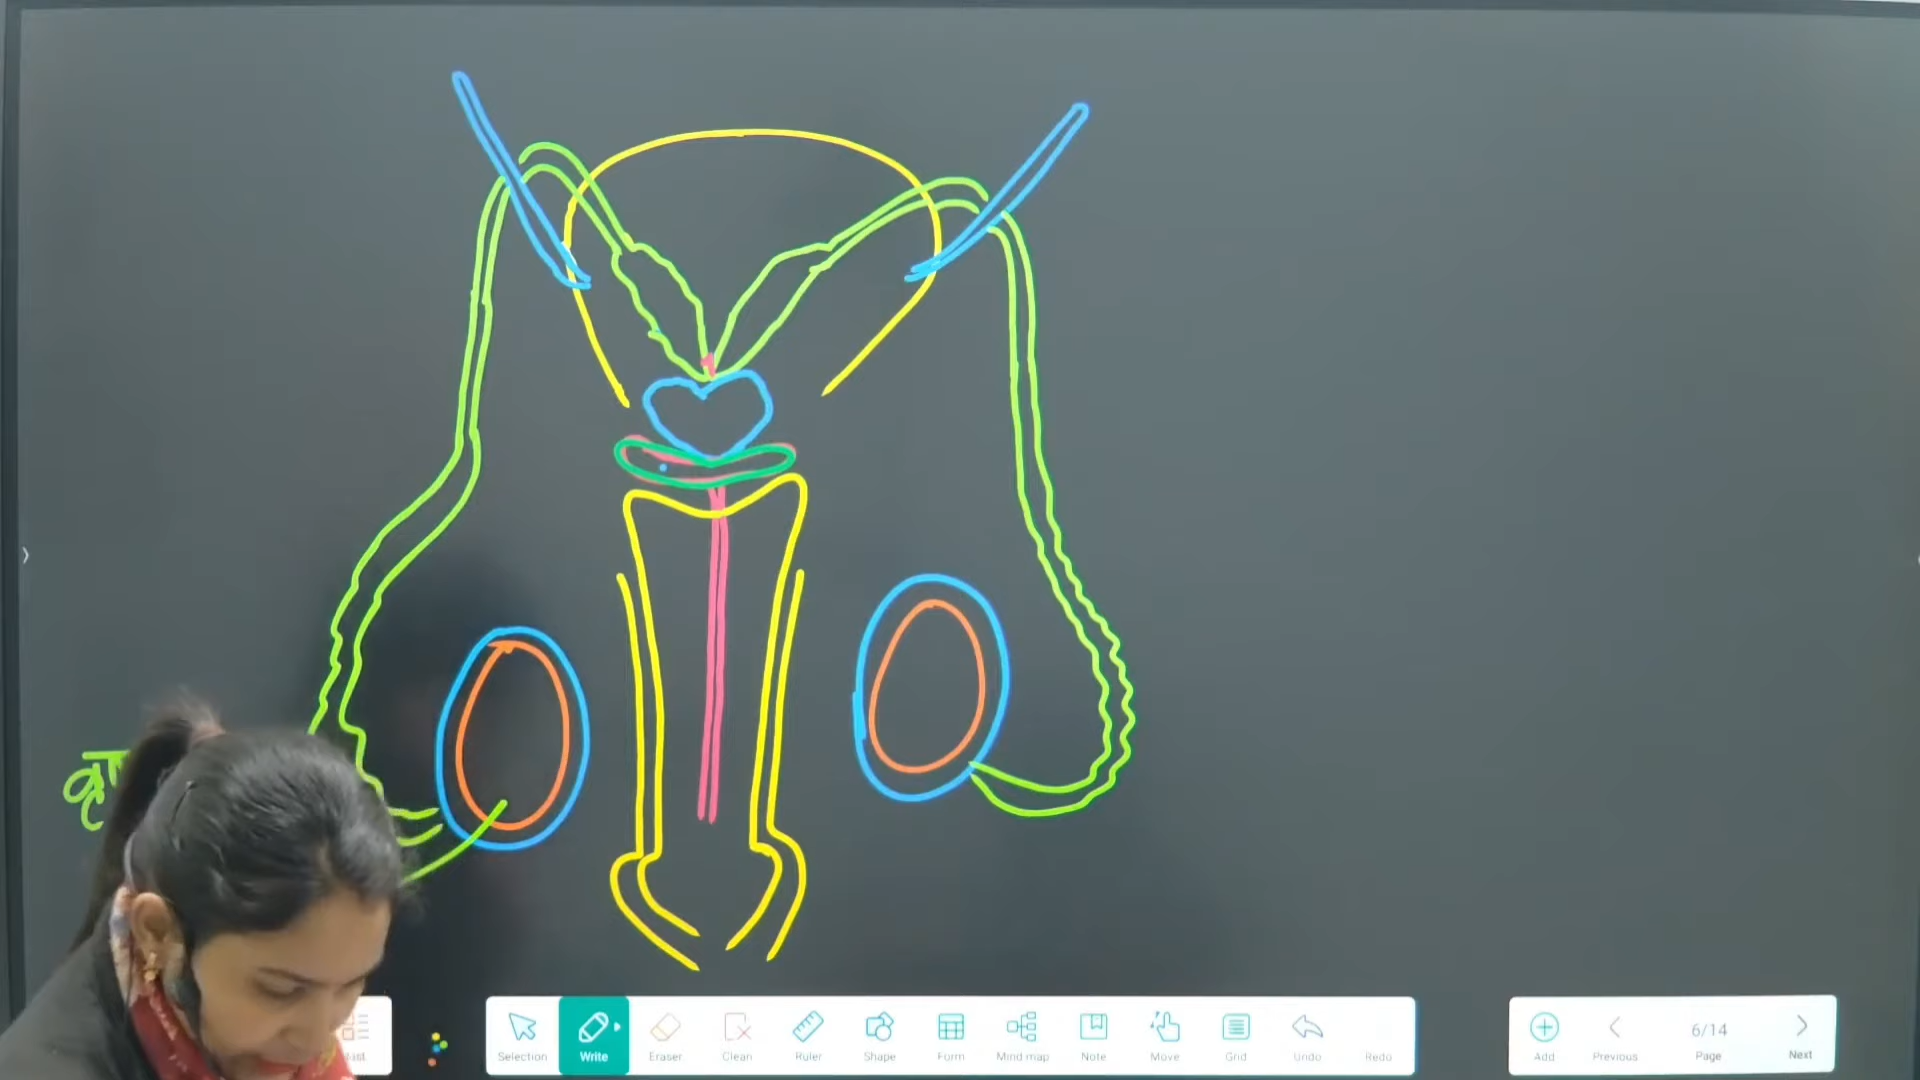 Selection
Write
Eraser
Clean
Ruler
Shape
Form
Mind map
Note
Move
Grid
Undo
Redo
Add
Previous
6/14
Page
Next